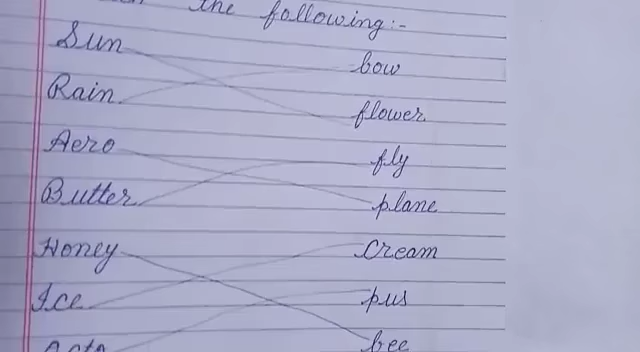 the following:-
Sun bow
Rain flower
Aero fly
Butter plane
Honey Cream
Ice pus
bee